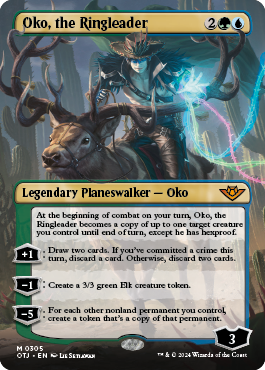 Oko, the Ringleader 2
Legendary Planeswalker — Oko
At the beginning of combat on your turn, Oko, the
Ringleader becomes a copy of up to one target creature
you control until end of turn, except he has hexproof.
+1 : Draw two cards. If you've committed a crime this
turn, discard a card. Otherwise, discard two cards.
−1 : Create a 3/3 green Elk creature token.
−5 : For each other nonland permanent you control,
create a token that's a copy of that permanent.
3
M 0305
OTJ • EN Lie Setiawan
™ & © 2024 Wizards of the Coast